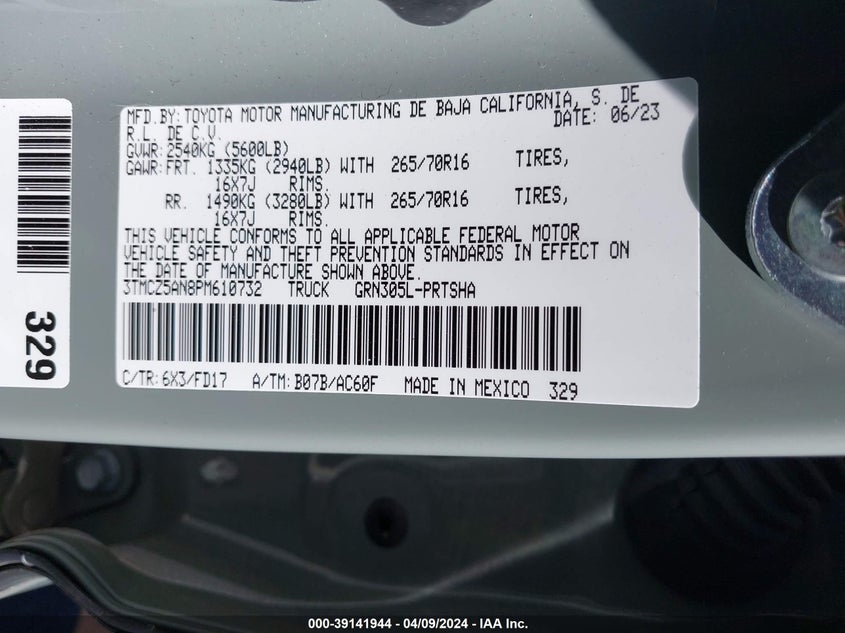 MFD.BY:TOYOTA MOTOR MANUFACTURING DE BAJA CALIFORNIA, S. DE
R.L. DE C.V. DATE: 06/23
GVWR:2540KG (5600LB)
GAWR:FRT. 1335KG (2940LB) WITH 265/70R16 TIRES,
16X7J RIMS.
RR. 1490KG (3280LB) WITH 265/70R16 TIRES,
16X7J RIMS.
THIS VEHICLE CONFORMS TO ALL APPLICABLE FEDERAL MOTOR
VEHICLE SAFETY AND THEFT PREVENTION STANDARDS IN EFFECT ON
THE DATE OF MANUFACTURE SHOWN ABOVE.
3TMCZ5AN8PM610732 TRUCK GRN305L-PRTSHA
C/TR:6X3/FD17 A/TM:B07B/AC60F MADE IN MEXICO 329
329
000-39141944 - 04/09/2024 - IAA Inc.